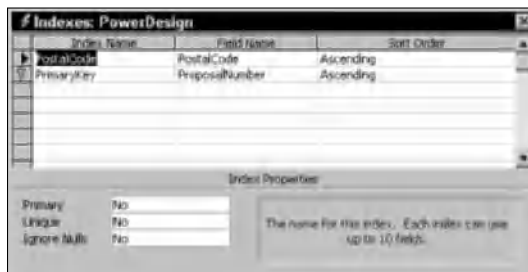 Indexes: PowerDesign
Index Name Field Name Sort Order
PostalCode PostalCode Ascending
PrimaryKey ProposalNumber Ascending
Index Properties
Primary No
Unique No
Ignore Nulls No
The name for this index. Each index can use
up to 10 fields.